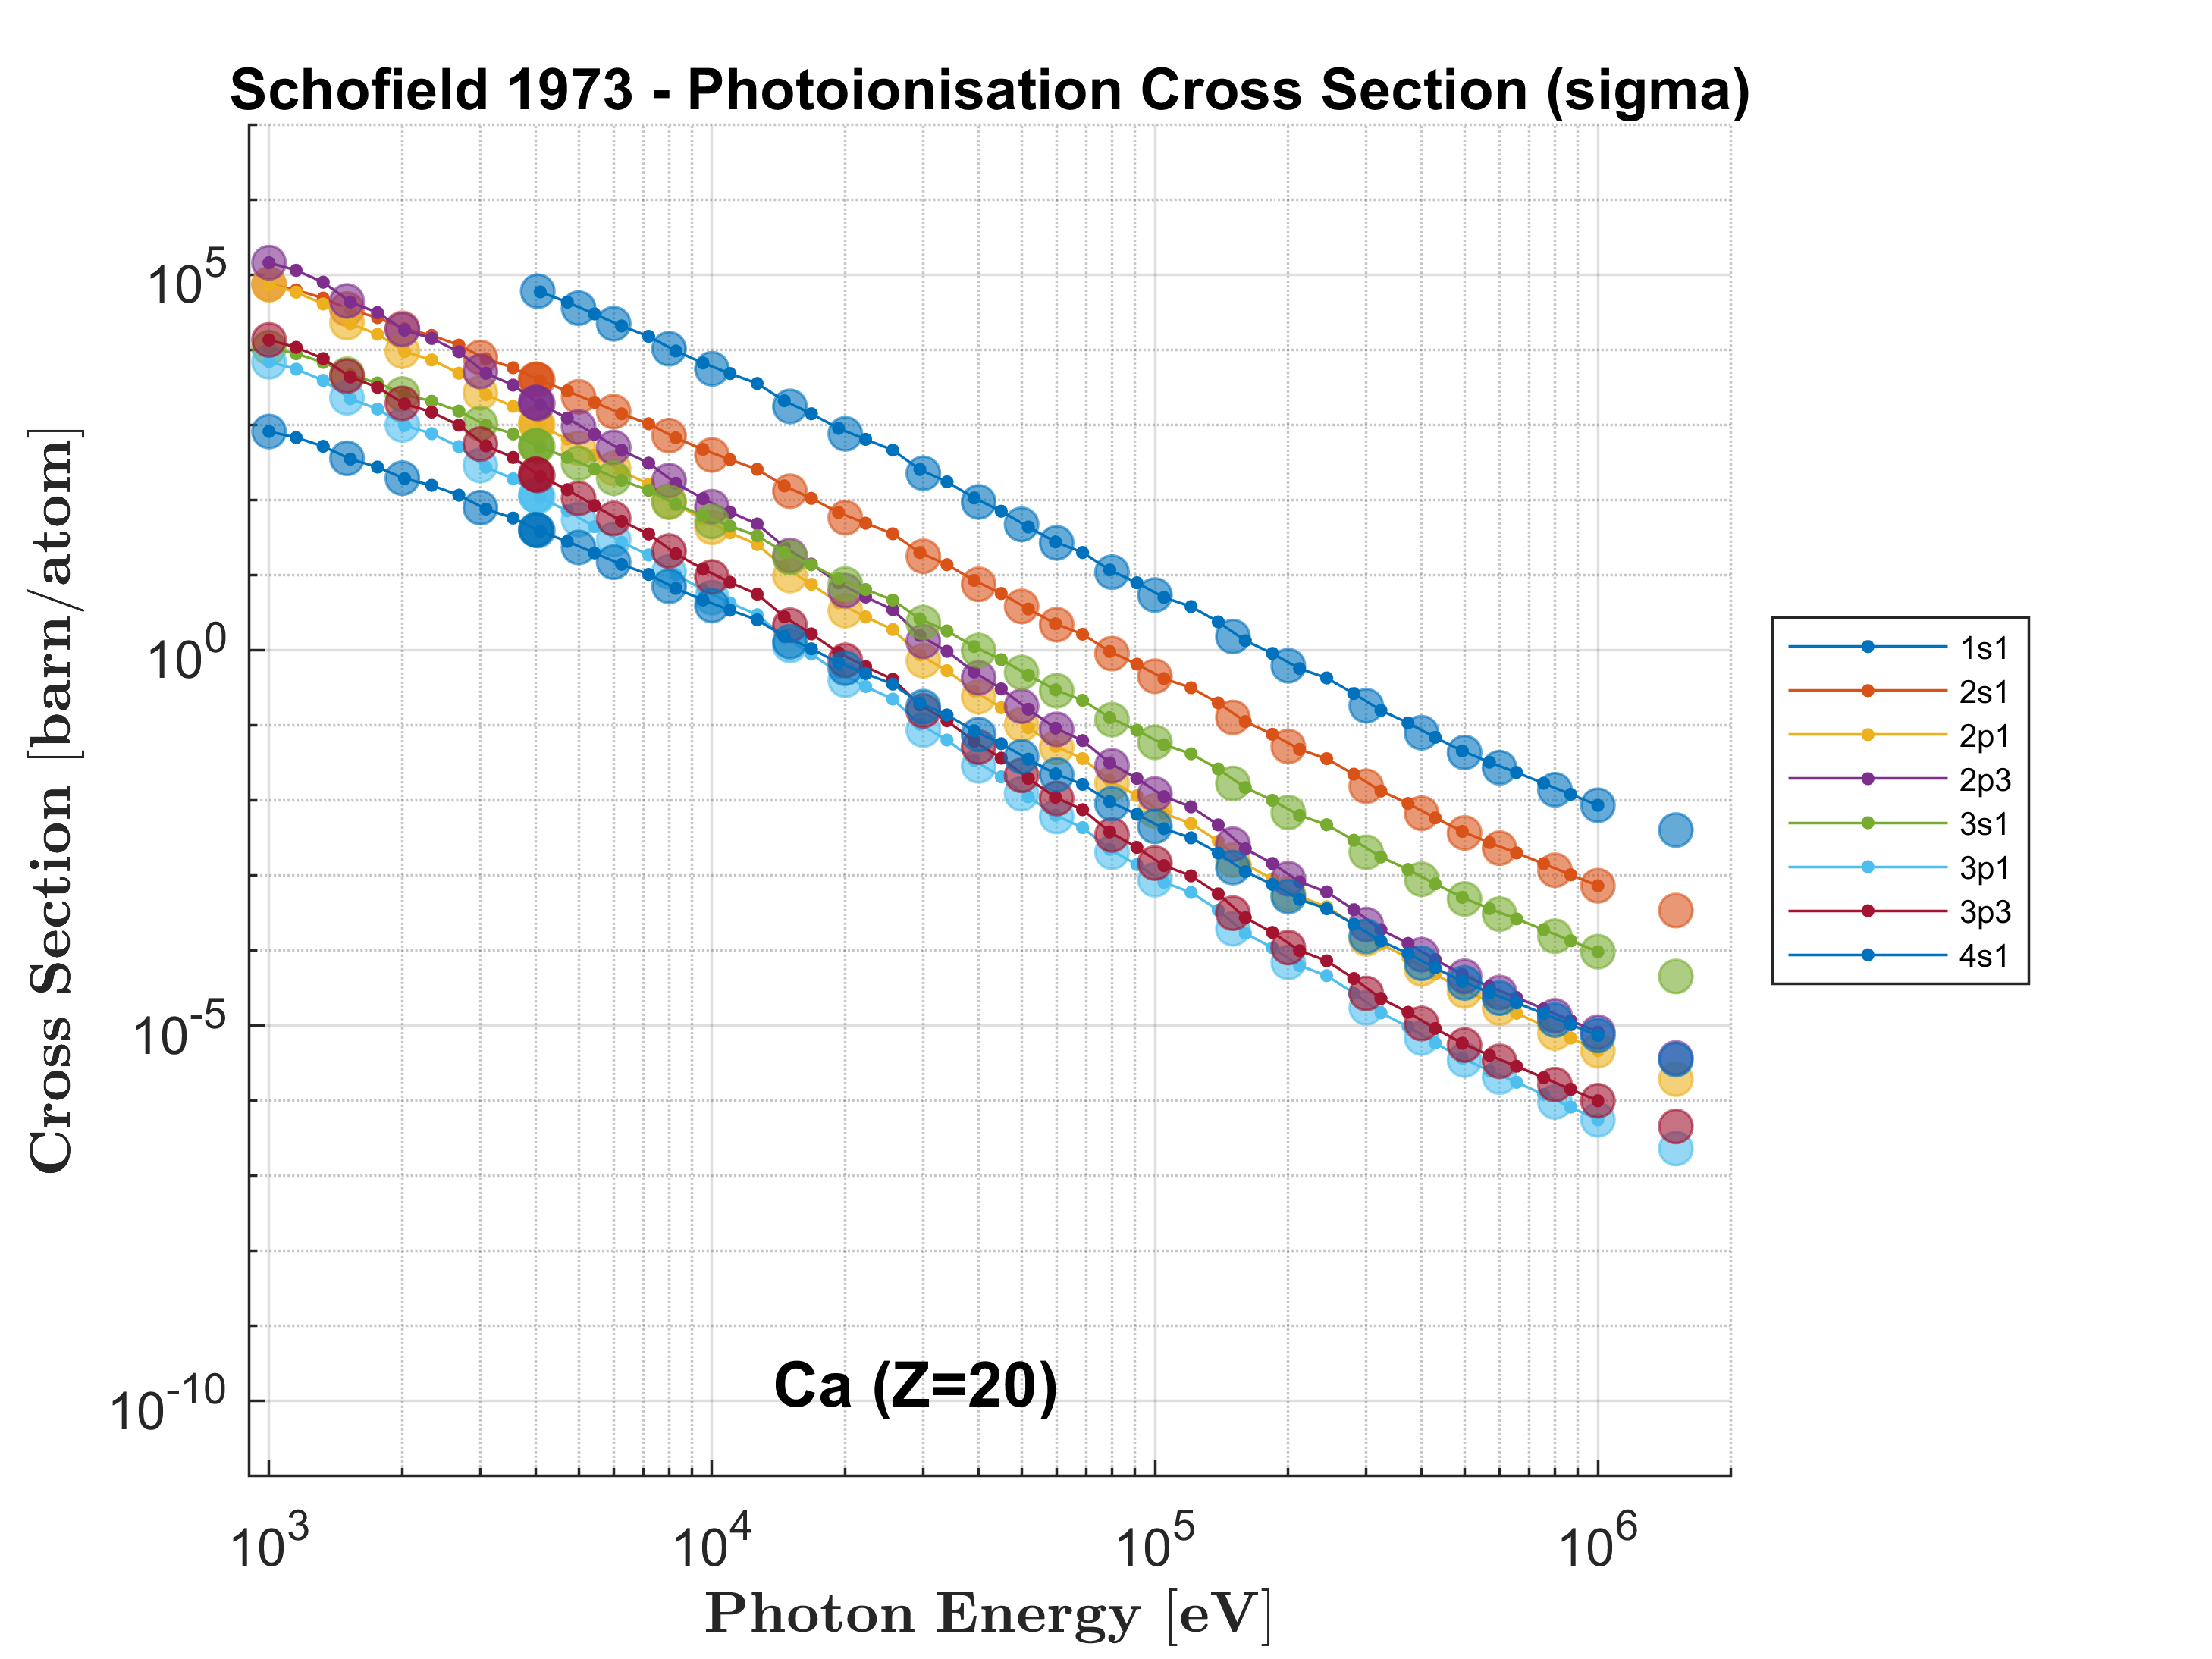 Schofield 1973 - Photoionisation Cross Section (sigma)
Cross Section [barn/atom]
10^5
10^0
10^-5
10^-10
Ca (Z=20)
10^3 10^4 10^5 10^6
Photon Energy [eV]
1s1
2s1
2p1
2p3
3s1
3p1
3p3
4s1